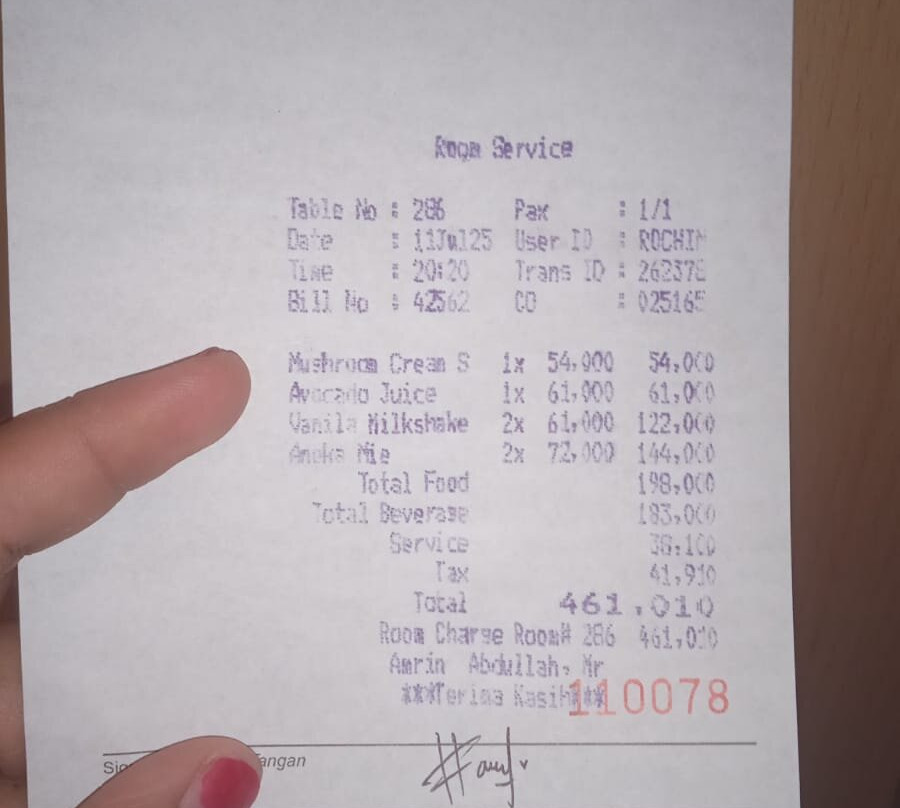 Room Service
Table No : 286 Pax : 1/1
Date : 11Jul25 User ID : ROCHIM
Time : 20:20 Trans ID : 262378
Bill No : 42562 CO : 025165
Mushroom Cream S 1x 54,000 54,000
Avocado Juice 1x 61,000 61,000
Vanila Milkshake 2x 61,000 122,000
Aneka Mie 2x 72,000 144,000
Total Food 198,000
Total Beverage 183,000
Service 38,100
Tax 41,910
Total 461,010
Room Charge Room# 286 461,010
Amrin Abdullah, Mr
***Terima Kasih***
110078
angan